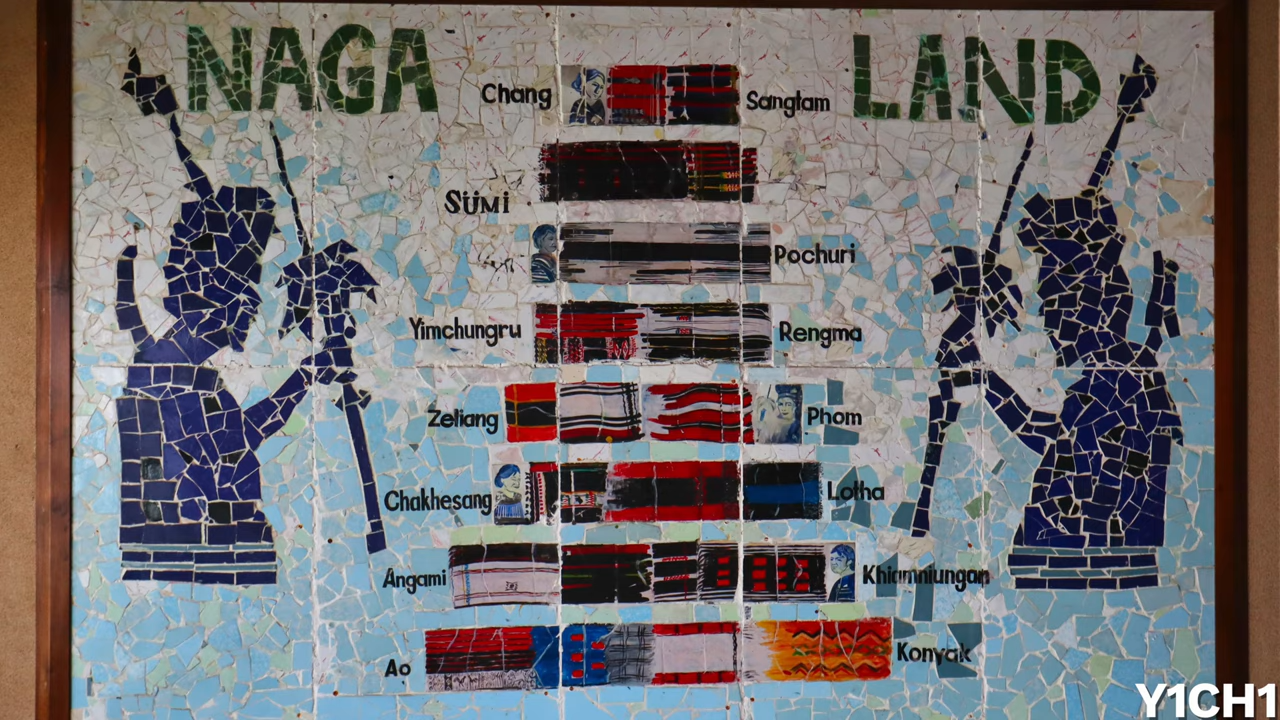 NAGA LAND
Chang Sangtam
SÜMI
Pochuri
Yimchungru Rengma
Zeliang Phom
Chakhesang Lotha
Angami Khiamniungan
Ao Konyak
Y1CH1